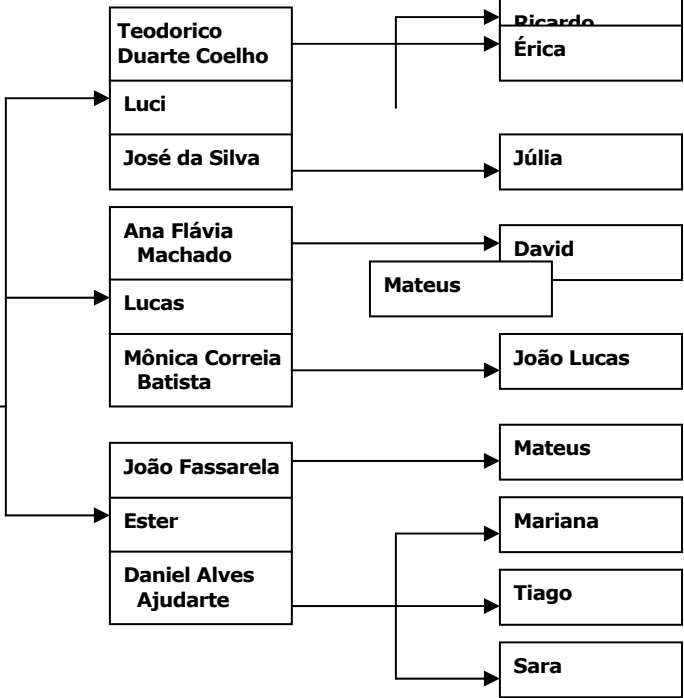 Teodorico
Duarte Coelho
Luci
José da Silva
Ricardo
Érica
Júlia
Ana Flávia
Machado
Lucas
Mônica Correia
Batista
David
Mateus
João Lucas
João Fassarela
Ester
Daniel Alves
Ajudarte
Mateus
Mariana
Tiago
Sara